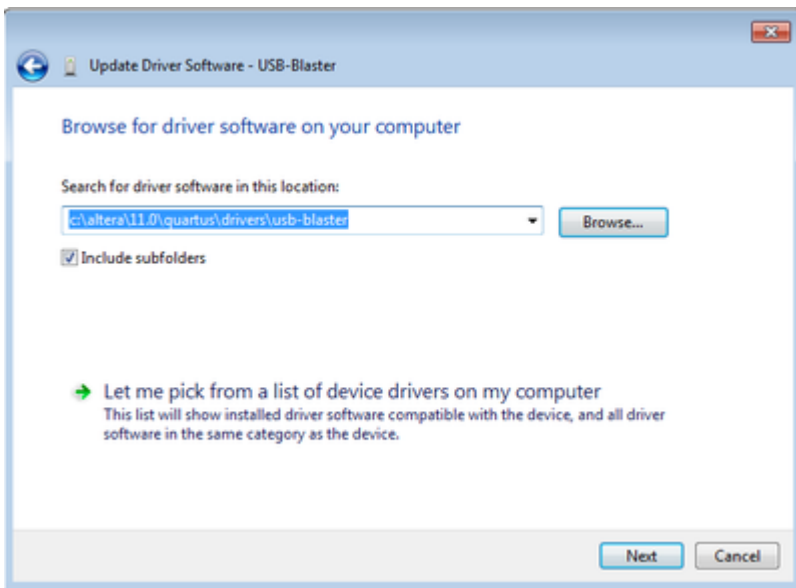 Update Driver Software - USB-Blaster
Browse for driver software on your computer
Search for driver software in this location:
c:\altera\11.0\quartus\drivers\usb-blaster
Browse...
Include subfolders
Let me pick from a list of device drivers on my computer
This list will show installed driver software compatible with the device, and all driver
software in the same category as the device.
Next
Cancel